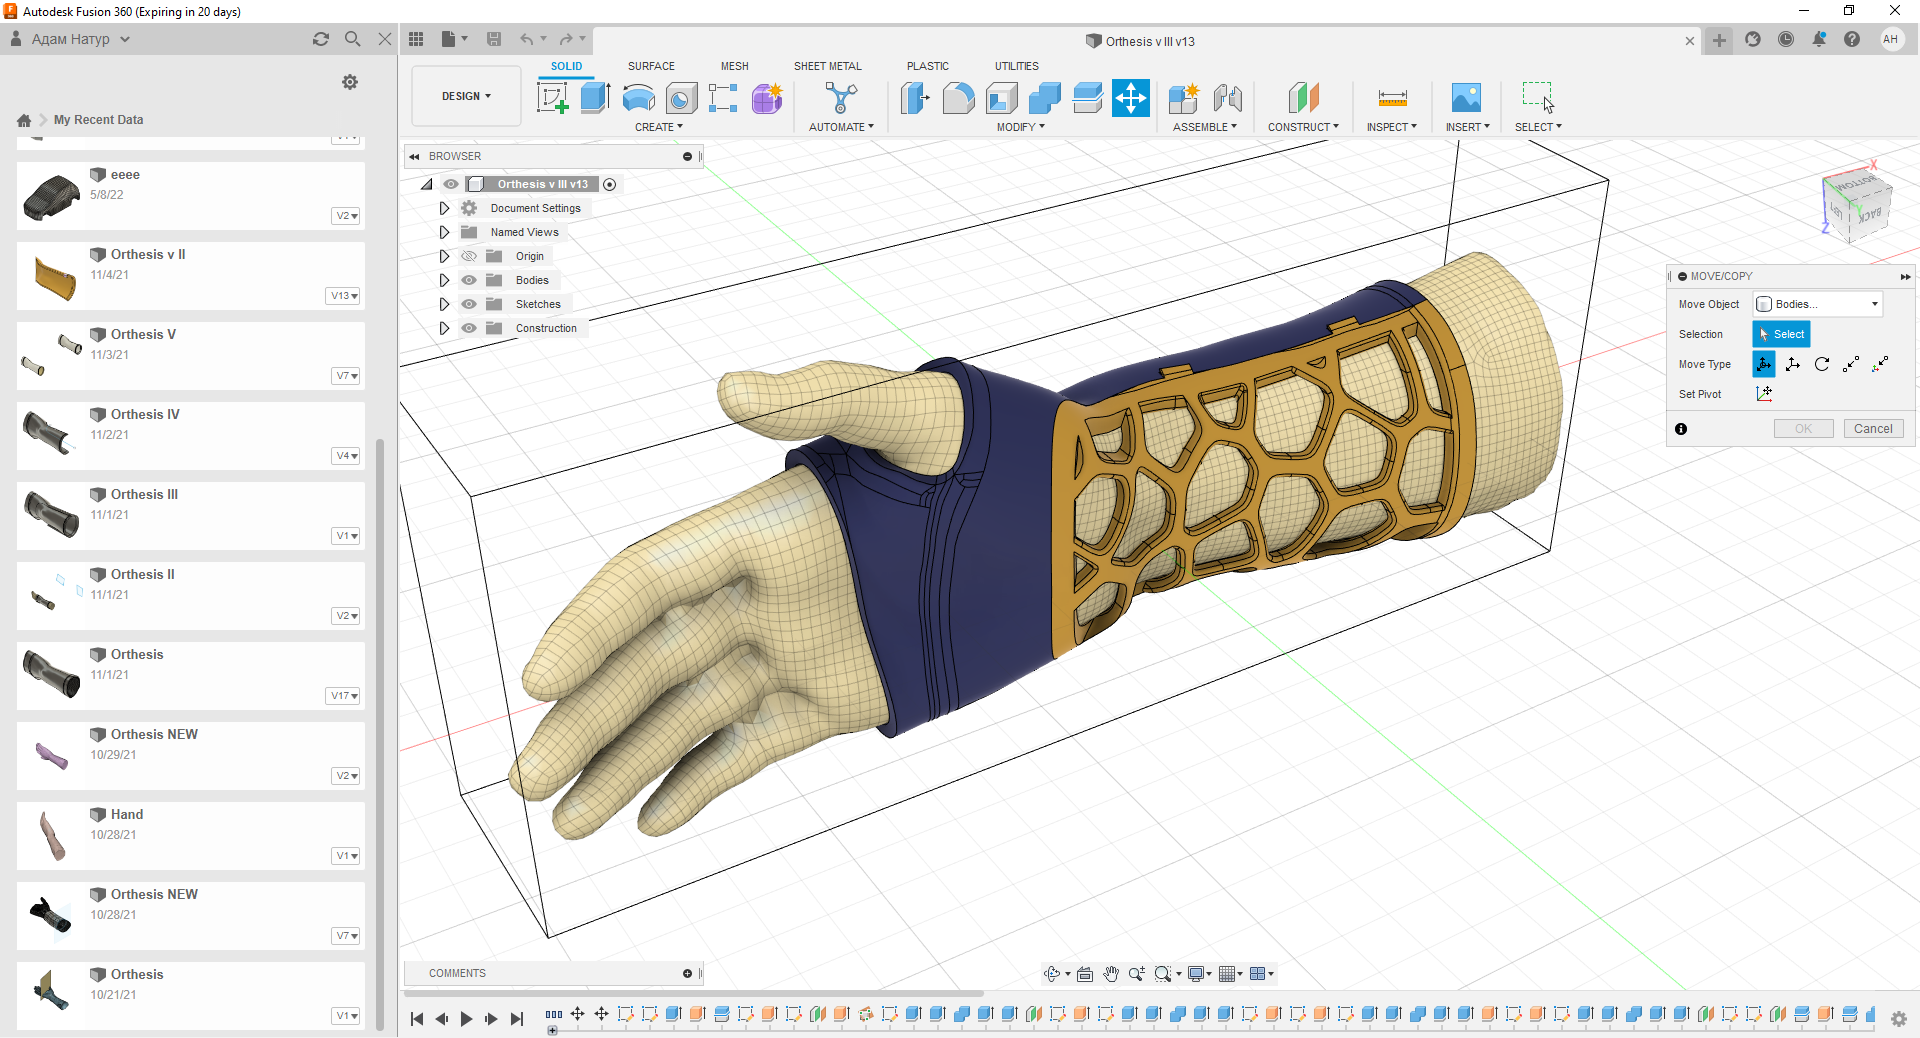 Autodesk Fusion 360 (Expiring in 20 days)
Адам Натур
Orthesis v III v13
AH
SOLID
SURFACE
MESH
SHEET METAL
PLASTIC
UTILITIES
DESIGN
CREATE
AUTOMATE
MODIFY
ASSEMBLE
CONSTRUCT
INSPECT
INSERT
SELECT
My Recent Data
eeee
5/8/22
V2
Orthesis v II
11/4/21
V13
Orthesis V
11/3/21
V7
Orthesis IV
11/2/21
V4
Orthesis III
11/1/21
V1
Orthesis II
11/1/21
V2
Orthesis
11/1/21
V17
Orthesis NEW
10/29/21
V2
Hand
10/28/21
V1
Orthesis NEW
10/28/21
V7
Orthesis
10/21/21
V1
BROWSER
Orthesis v III v13
Document Settings
Named Views
Origin
Bodies
Sketches
Construction
X
BOTTOM
LEFT
BACK
Y
Z
MOVE/COPY
Move Object
Bodies...
Selection
Select
Move Type
Set Pivot
OK
Cancel
COMMENTS